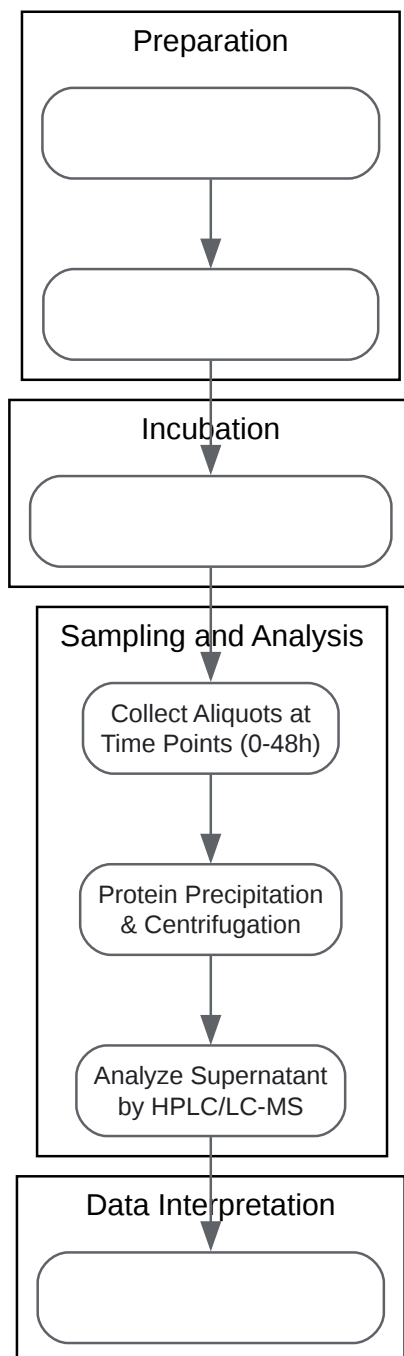 Preparation
Incubation
Sampling and Analysis
Collect Aliquots at
Time Points (0-48h)
Protein Precipitation
& Centrifugation
Analyze Supernatant
by HPLC/LC-MS
Data Interpretation